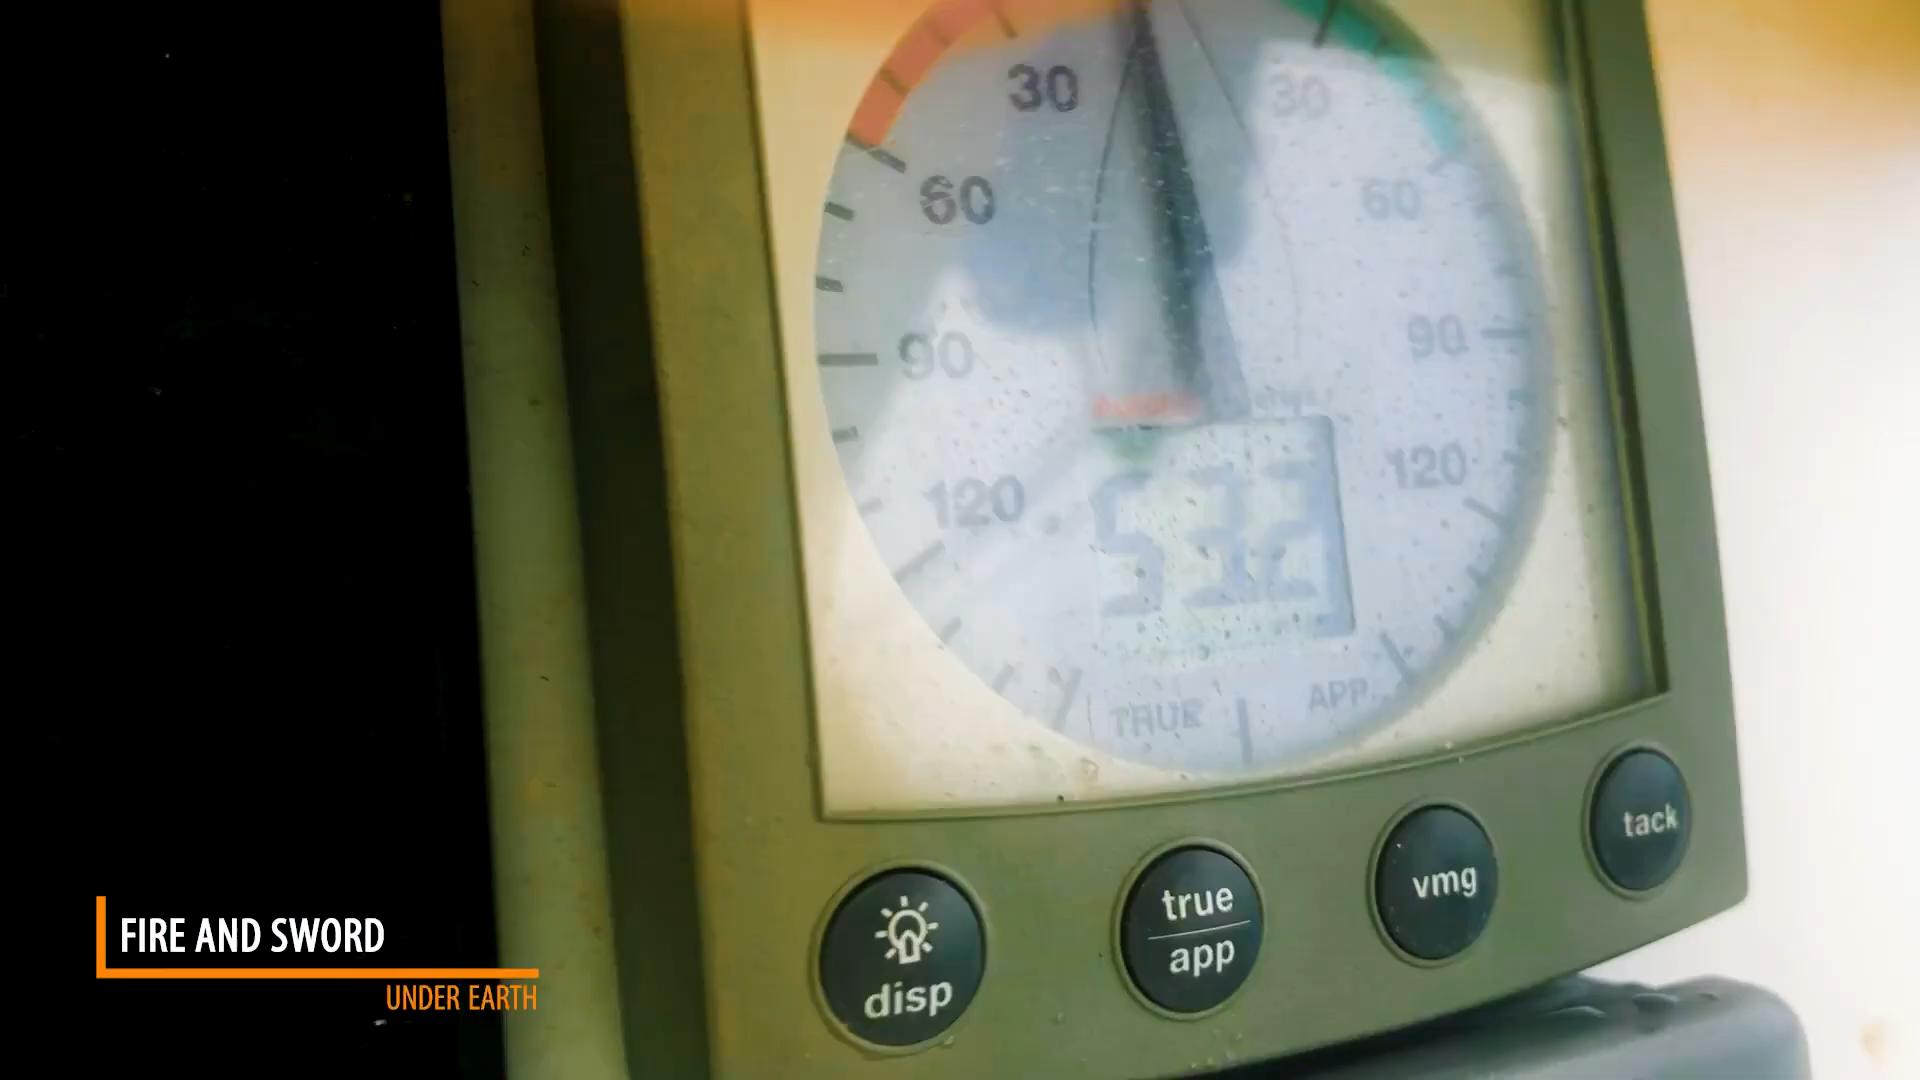 30
30
60
60
90
90
120
120
TRUE
APP.
disp
true
app
vmg
tack
FIRE AND SWORD
UNDER EARTH